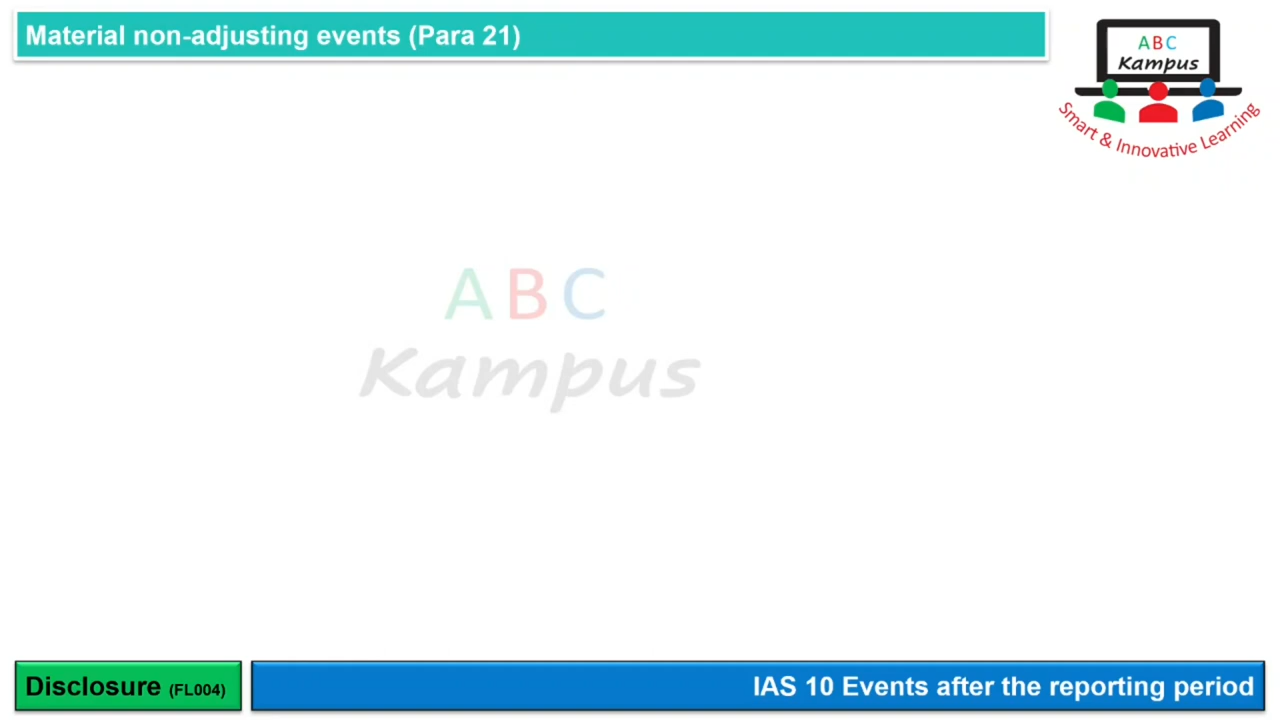 Material non-adjusting events (Para 21)
ABC
Kampus
Smart & Innovative Learning
ABC
Kampus
Disclosure (FL004)
IAS 10 Events after the reporting period